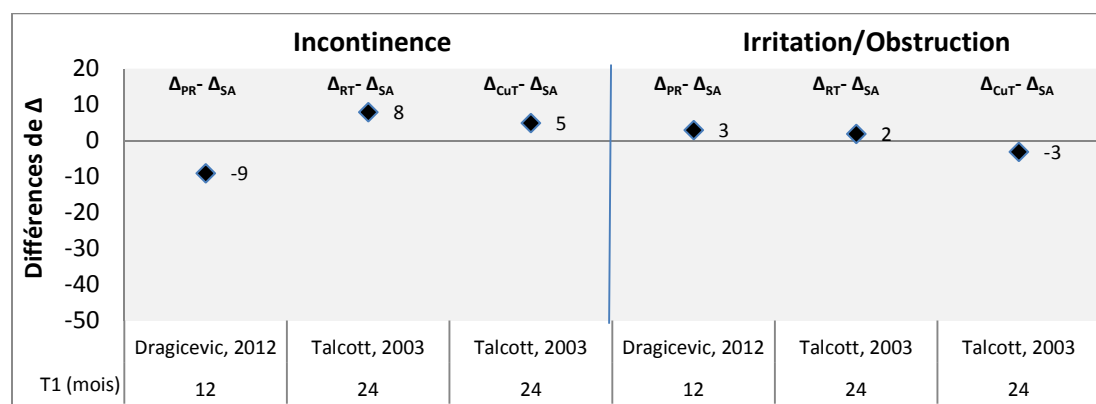 Incontinence Irritation/Obstruction
Différences de Δ
20
10
0
-10
-20
-30
-40
-50
ΔPR- ΔSA ΔRT- ΔSA ΔCuT- ΔSA ΔPR- ΔSA ΔRT- ΔSA ΔCuT- ΔSA
-9 8 5 3 2 -3
Dragicevic, 2012 Talcott, 2003 Talcott, 2003 Dragicevic, 2012 Talcott, 2003 Talcott, 2003
T1 (mois) 12 24 24 12 24 24